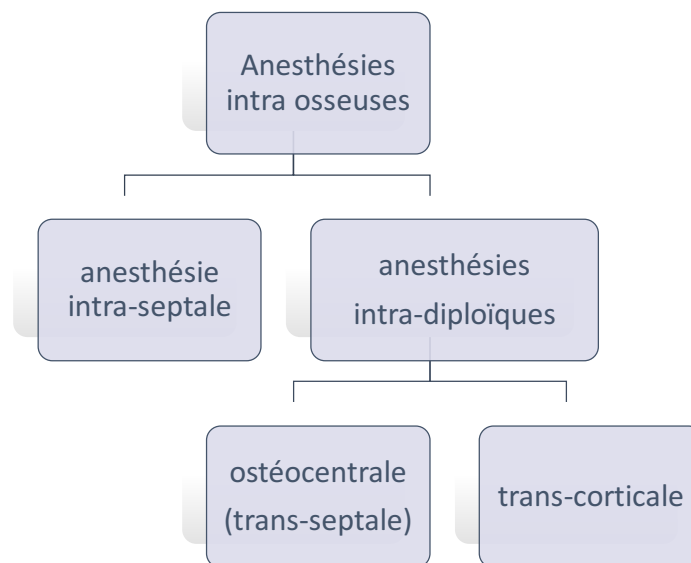 Anesthésies
intra osseuses
anesthésie
intra-septale
anesthésies
intra-diploïques
ostéocentrale
(trans-septale)
trans-corticale